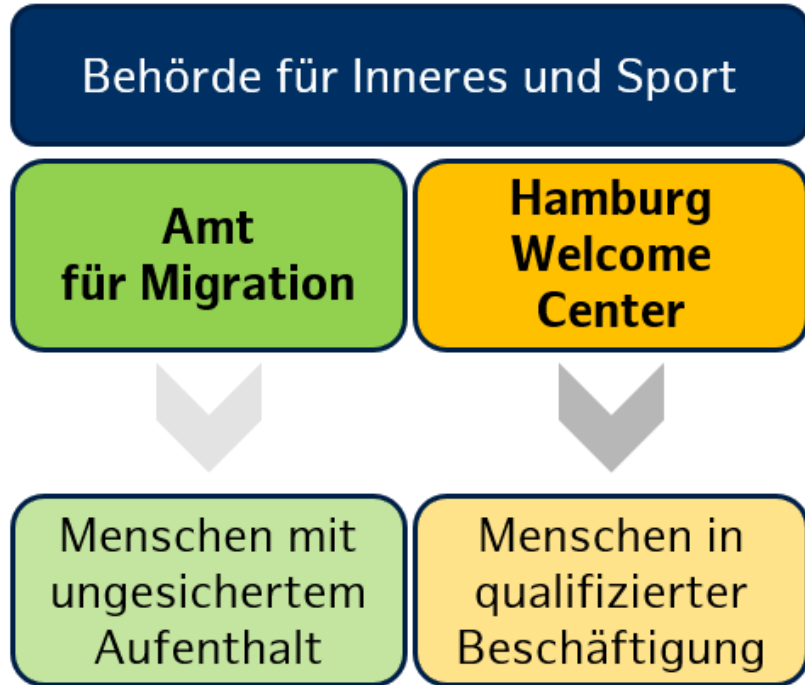 Behörde für Inneres und Sport
Amt
für Migration
Hamburg
Welcome
Center
Menschen mit
ungesichertem
Aufenthalt
Menschen in
qualifizierter
Beschäftigung